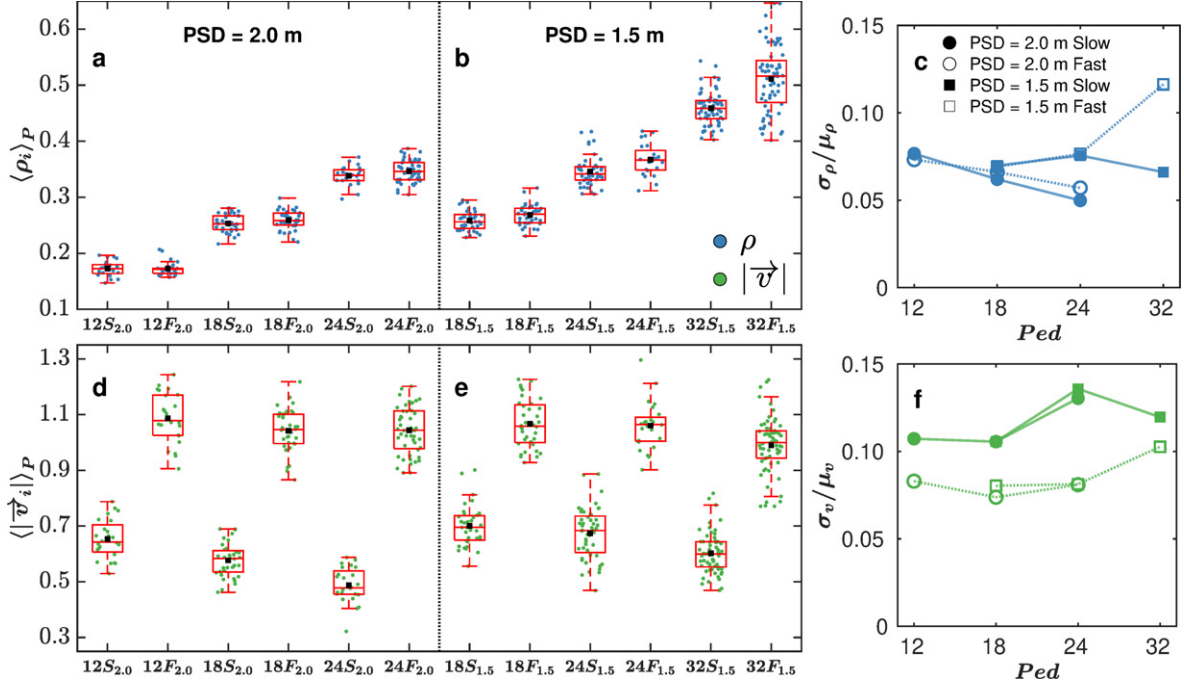 a
PSD = 2.0 m
b
PSD = 1.5 m
⟨ρᵢ⟩_P
0.6
0.5
0.4
0.3
0.2
0.1
ρ
|v⃗|
12S₂.₀ 12F₂.₀ 18S₂.₀ 18F₂.₀ 24S₂.₀ 24F₂.₀ 18S₁.₅ 18F₁.₅ 24S₁.₅ 24F₁.₅ 32S₁.₅ 32F₁.₅
c
PSD = 2.0 m Slow
PSD = 2.0 m Fast
PSD = 1.5 m Slow
PSD = 1.5 m Fast
σ_ρ/μ_ρ
0.15
0.10
0.05
0
12 18 24 32
Ped
d
e
⟨|v⃗ᵢ|⟩_P
1.3
1.1
0.9
0.7
0.5
0.3
12S₂.₀ 12F₂.₀ 18S₂.₀ 18F₂.₀ 24S₂.₀ 24F₂.₀ 18S₁.₅ 18F₁.₅ 24S₁.₅ 24F₁.₅ 32S₁.₅ 32F₁.₅
f
σ_v/μ_v
0.15
0.10
0.05
0
12 18 24 32
Ped